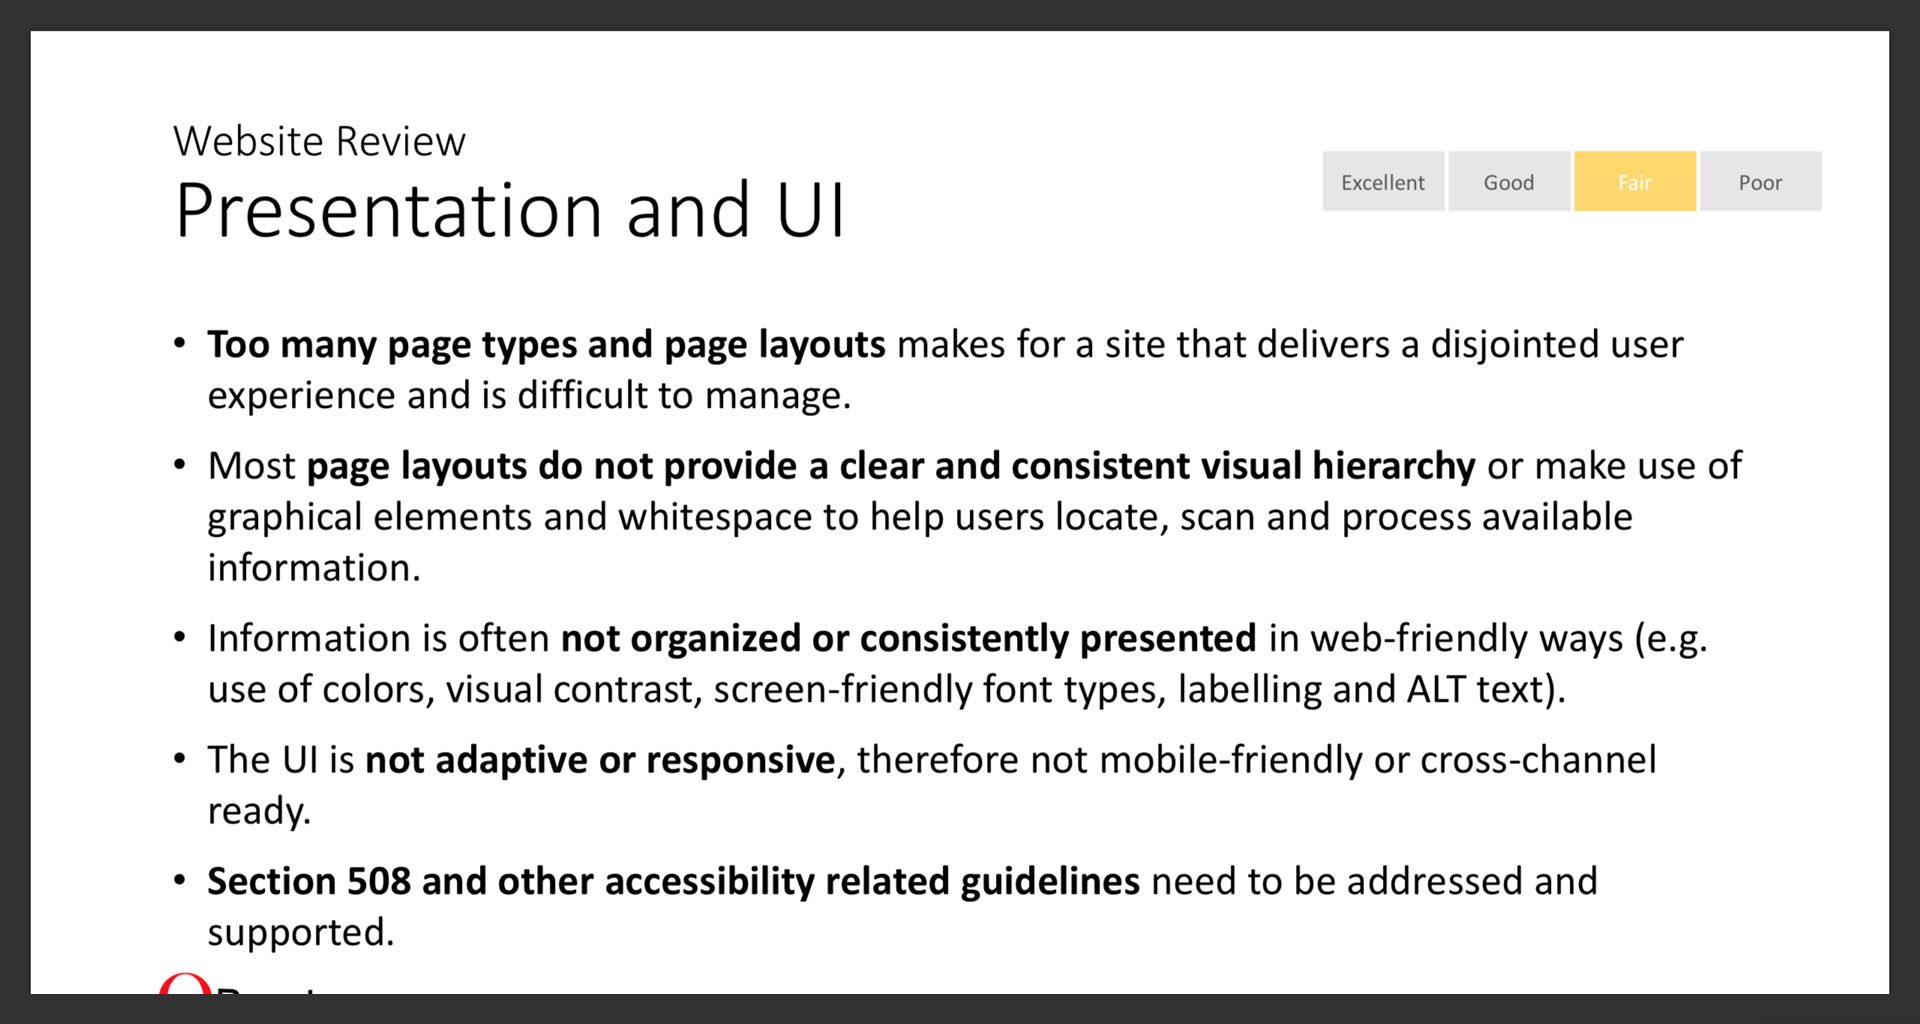 Website Review
Presentation and UI
Excellent
Good
Fair
Poor
• Too many page types and page layouts makes for a site that delivers a disjointed user
experience and is difficult to manage.
• Most page layouts do not provide a clear and consistent visual hierarchy or make use of
graphical elements and whitespace to help users locate, scan and process available
information.
• Information is often not organized or consistently presented in web-friendly ways (e.g.
use of colors, visual contrast, screen-friendly font types, labelling and ALT text).
• The UI is not adaptive or responsive, therefore not mobile-friendly or cross-channel
ready.
• Section 508 and other accessibility related guidelines need to be addressed and
supported.